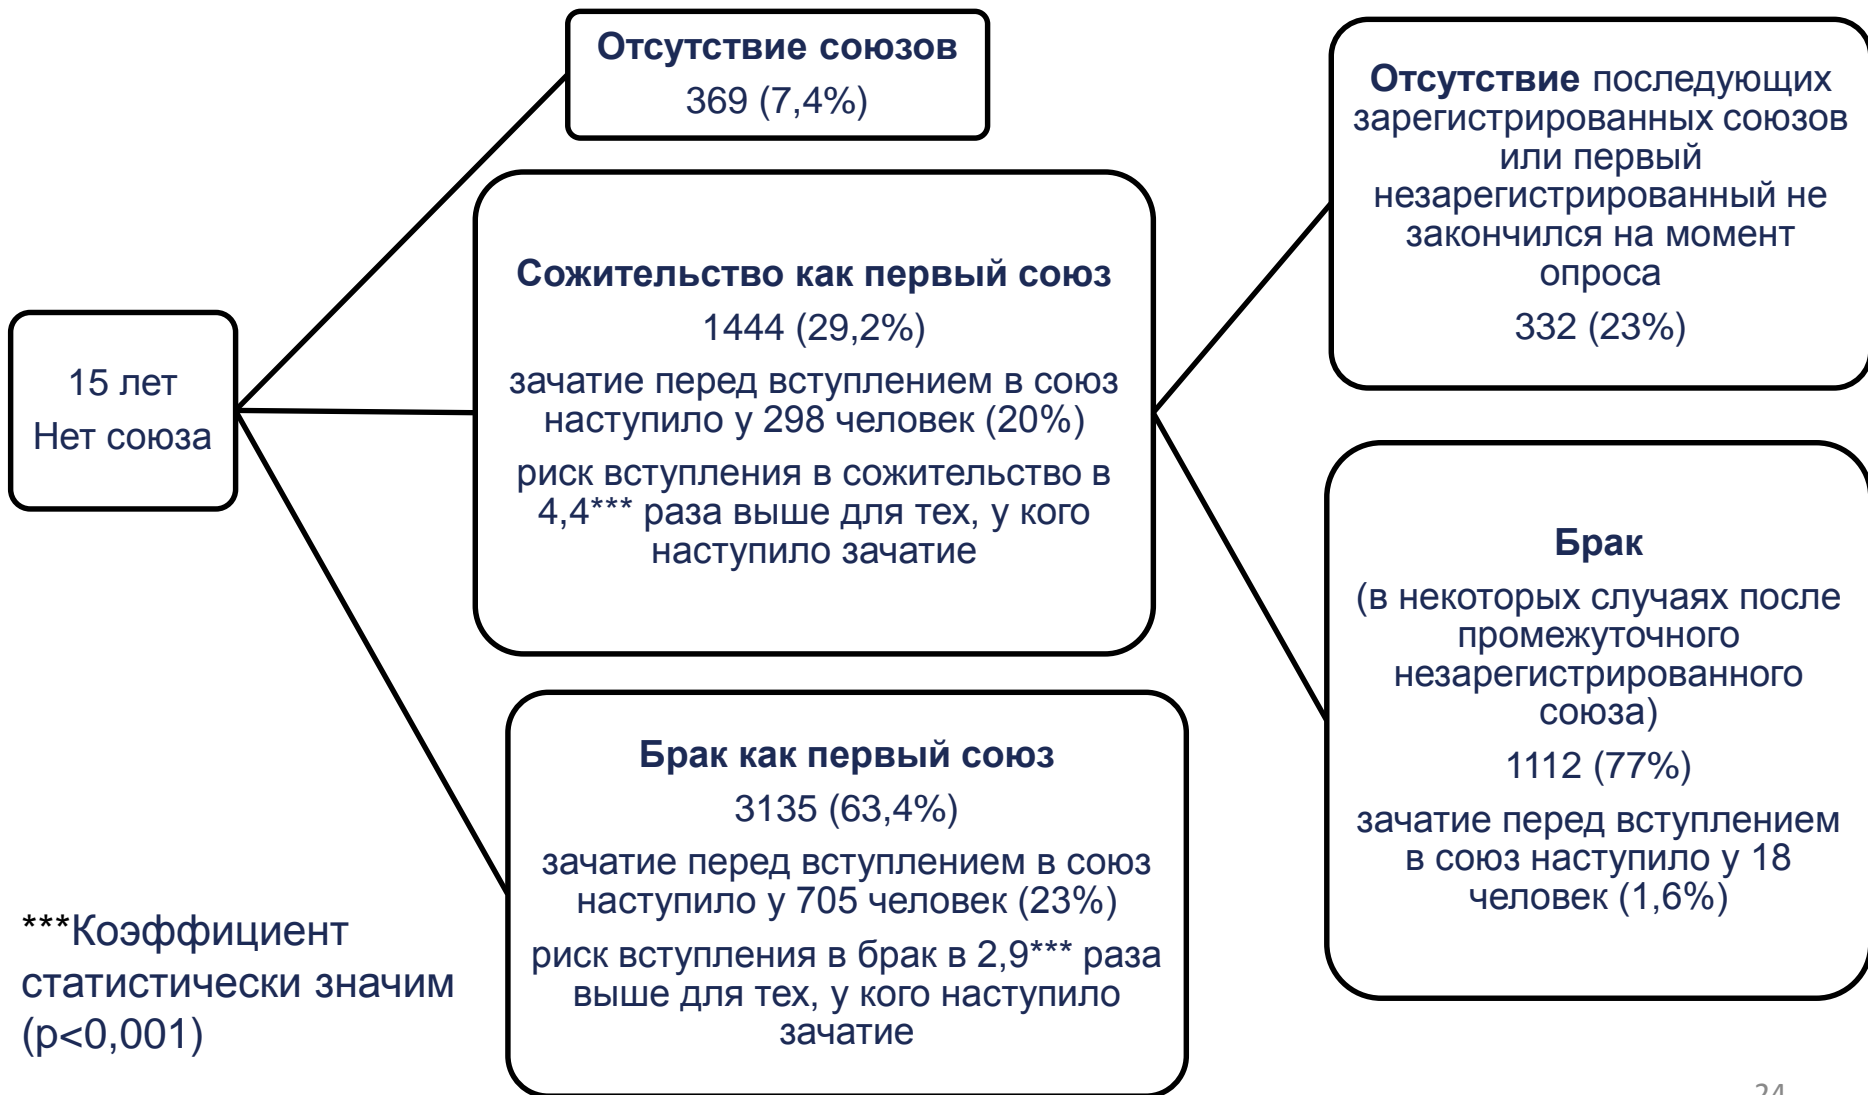 15 лет
Нет союза
Отсутствие союзов
369 (7,4%)
Сожительство как первый союз
1444 (29,2%)
зачатие перед вступлением в союз
наступило у 298 человек (20%)
риск вступления в сожительство в
4,4*** раза выше для тех, у кого
наступило зачатие
Брак как первый союз
3135 (63,4%)
зачатие перед вступлением в союз
наступило у 705 человек (23%)
риск вступления в брак в 2,9*** раза
выше для тех, у кого наступило
зачатие
Отсутствие последующих
зарегистрированных союзов
или первый
незарегистрированный не
закончился на момент
опроса
332 (23%)
Брак
(в некоторых случаях после
промежуточного
незарегистрированного
союза)
1112 (77%)
зачатие перед вступлением
в союз наступило у 18
человек (1,6%)
***Коэффициент
статистически значим
(p<0,001)
24